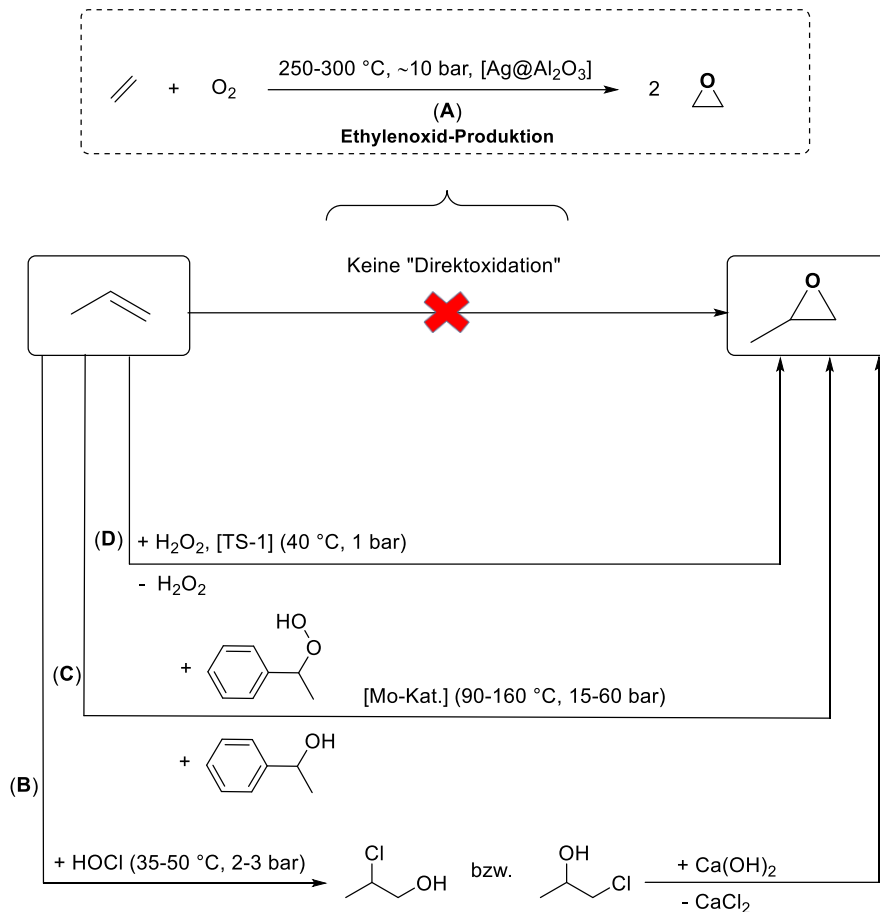 250-300 °C, ~10 bar, [Ag@Al₂O₃]
+ O₂ 2 O
(A)
Ethylenoxid-Produktion
Keine "Direktoxidation"
O
(D) + H₂O₂, [TS-1] (40 °C, 1 bar)
- H₂O₂
HO
O
+
(C)
[Mo-Kat.] (90-160 °C, 15-60 bar)
OH
+
(B)
+ HOCl (35-50 °C, 2-3 bar)
Cl
OH
bzw.
OH
Cl
+ Ca(OH)₂
- CaCl₂